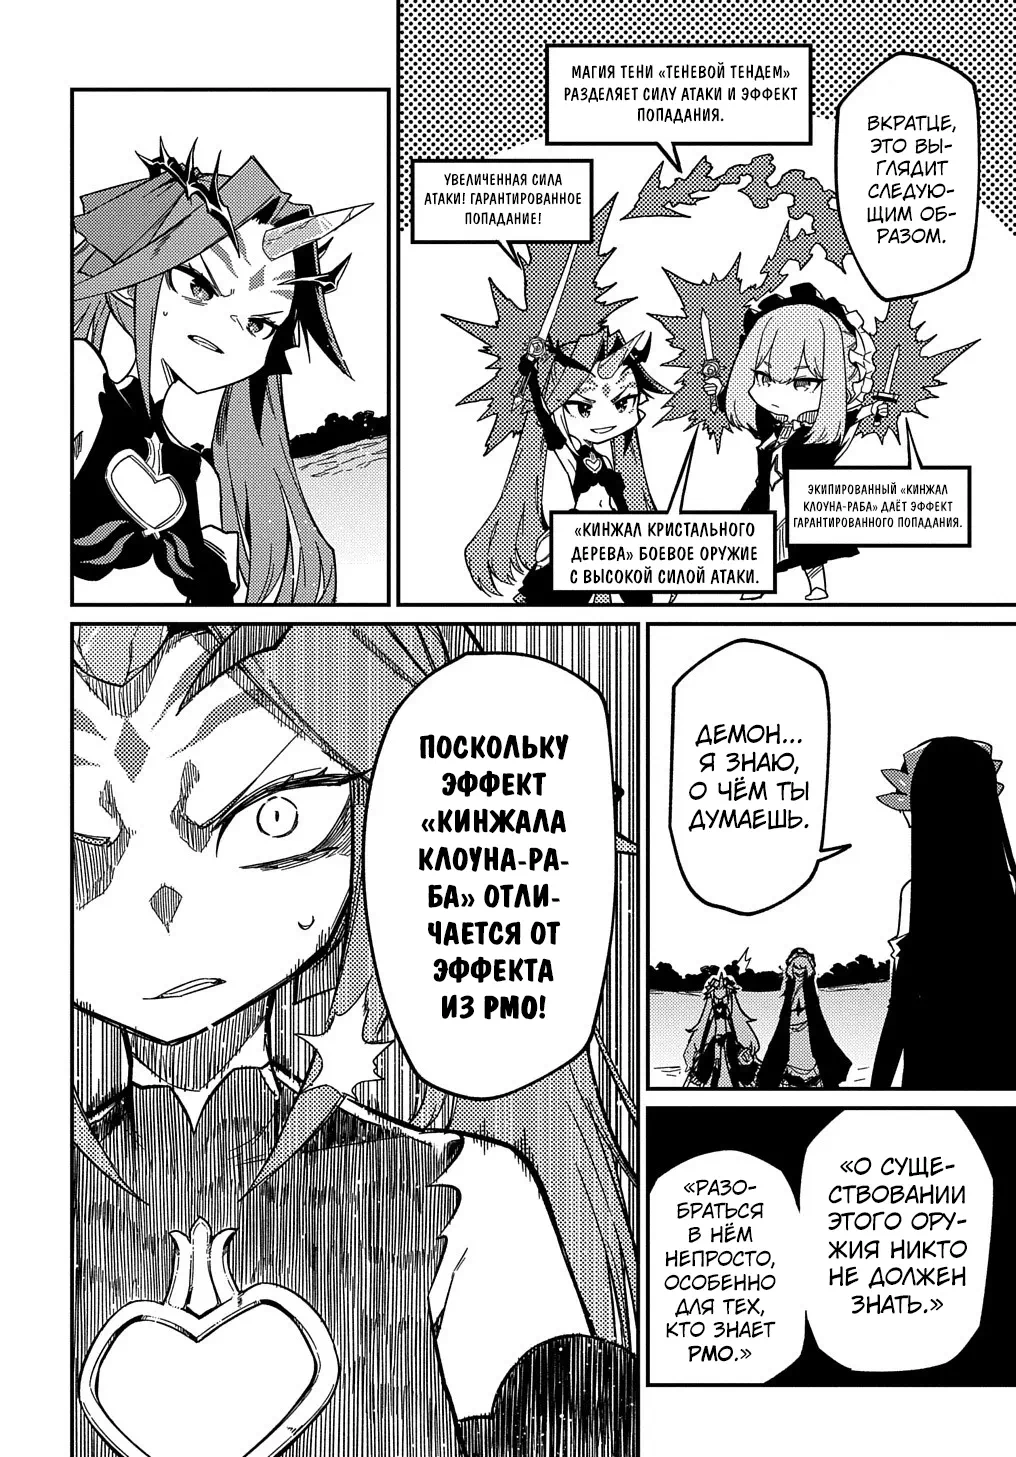 ВКРАТЦЕ,
ЭТО ВЫ-
ГЛЯДИТ
СЛЕДУЮ-
ЩИМ ОБ-
РАЗОМ.
МАГИЯ ТЕНИ «ТЕНЕВОЙ ТЕНДЕМ»
РАЗДЕЛЯЕТ СИЛУ АТАКИ И ЭФФЕКТ
ПОПАДАНИЯ.
УВЕЛИЧЕННАЯ СИЛА
АТАКИ! ГАРАНТИРОВАННОЕ
ПОПАДАНИЕ!
ЭКИПИРОВАННЫЙ «КИНЖАЛ
КЛОУНА-РАБА» ДАЁТ ЭФФЕКТ
ГАРАНТИРОВАННОГО ПОПАДАНИЯ.
«КИНЖАЛ КРИСТАЛЬНОГО
ДЕРЕВА» БОЕВОЕ ОРУЖИЕ
С ВЫСОКОЙ СИЛОЙ АТАКИ.
ДЕМОН...
Я ЗНАЮ,
О ЧЁМ ТЫ
ДУМАЕШЬ.
«О СУЩЕ-
СТВОВАНИИ
ЭТОГО ОРУ-
ЖИЯ НИКТО
НЕ ДОЛЖЕН
ЗНАТЬ.»
«РАЗО-
БРАТЬСЯ
В НЁМ
НЕПРОСТО,
ОСОБЕННО
ДЛЯ ТЕХ,
КТО ЗНАЕТ
РМО.»
ПОСКОЛЬКУ
ЭФФЕКТ
«КИНЖАЛА
КЛОУНА-РА-
БА» ОТЛИ-
ЧАЕТСЯ ОТ
ЭФФЕКТА
ИЗ РМО!